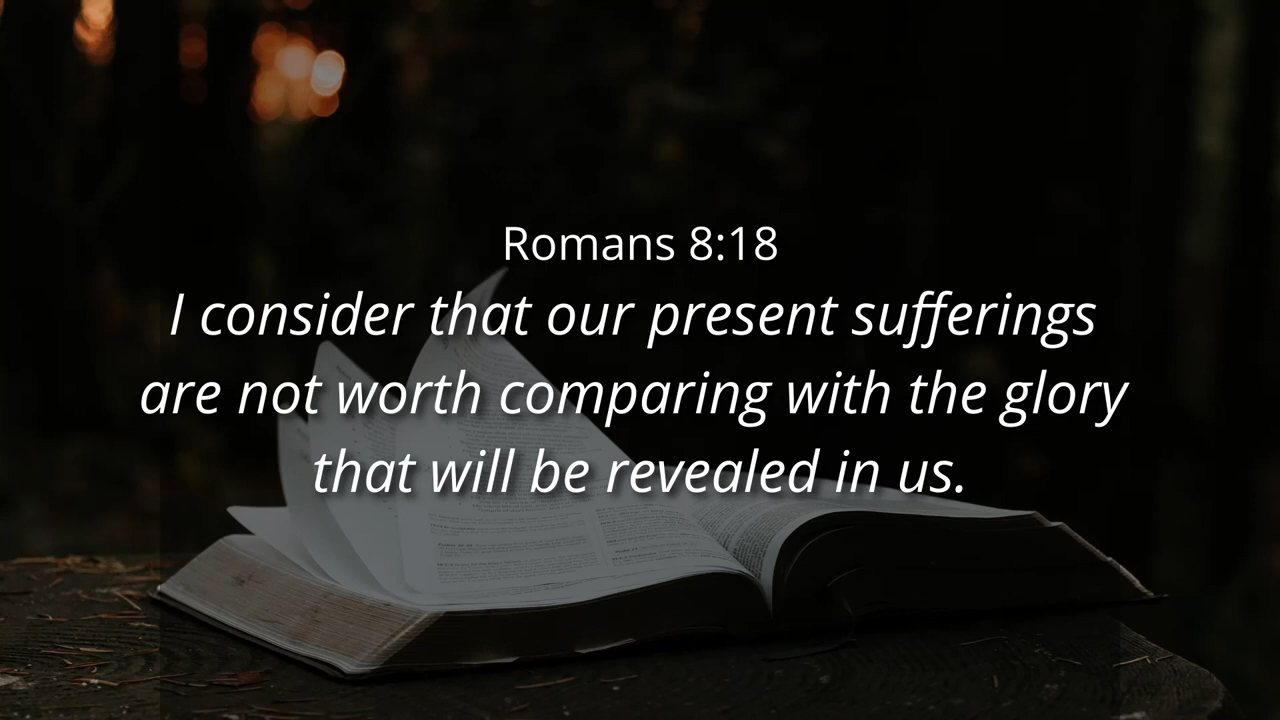 Romans 8:18
I consider that our present sufferings
are not worth comparing with the glory
that will be revealed in us.